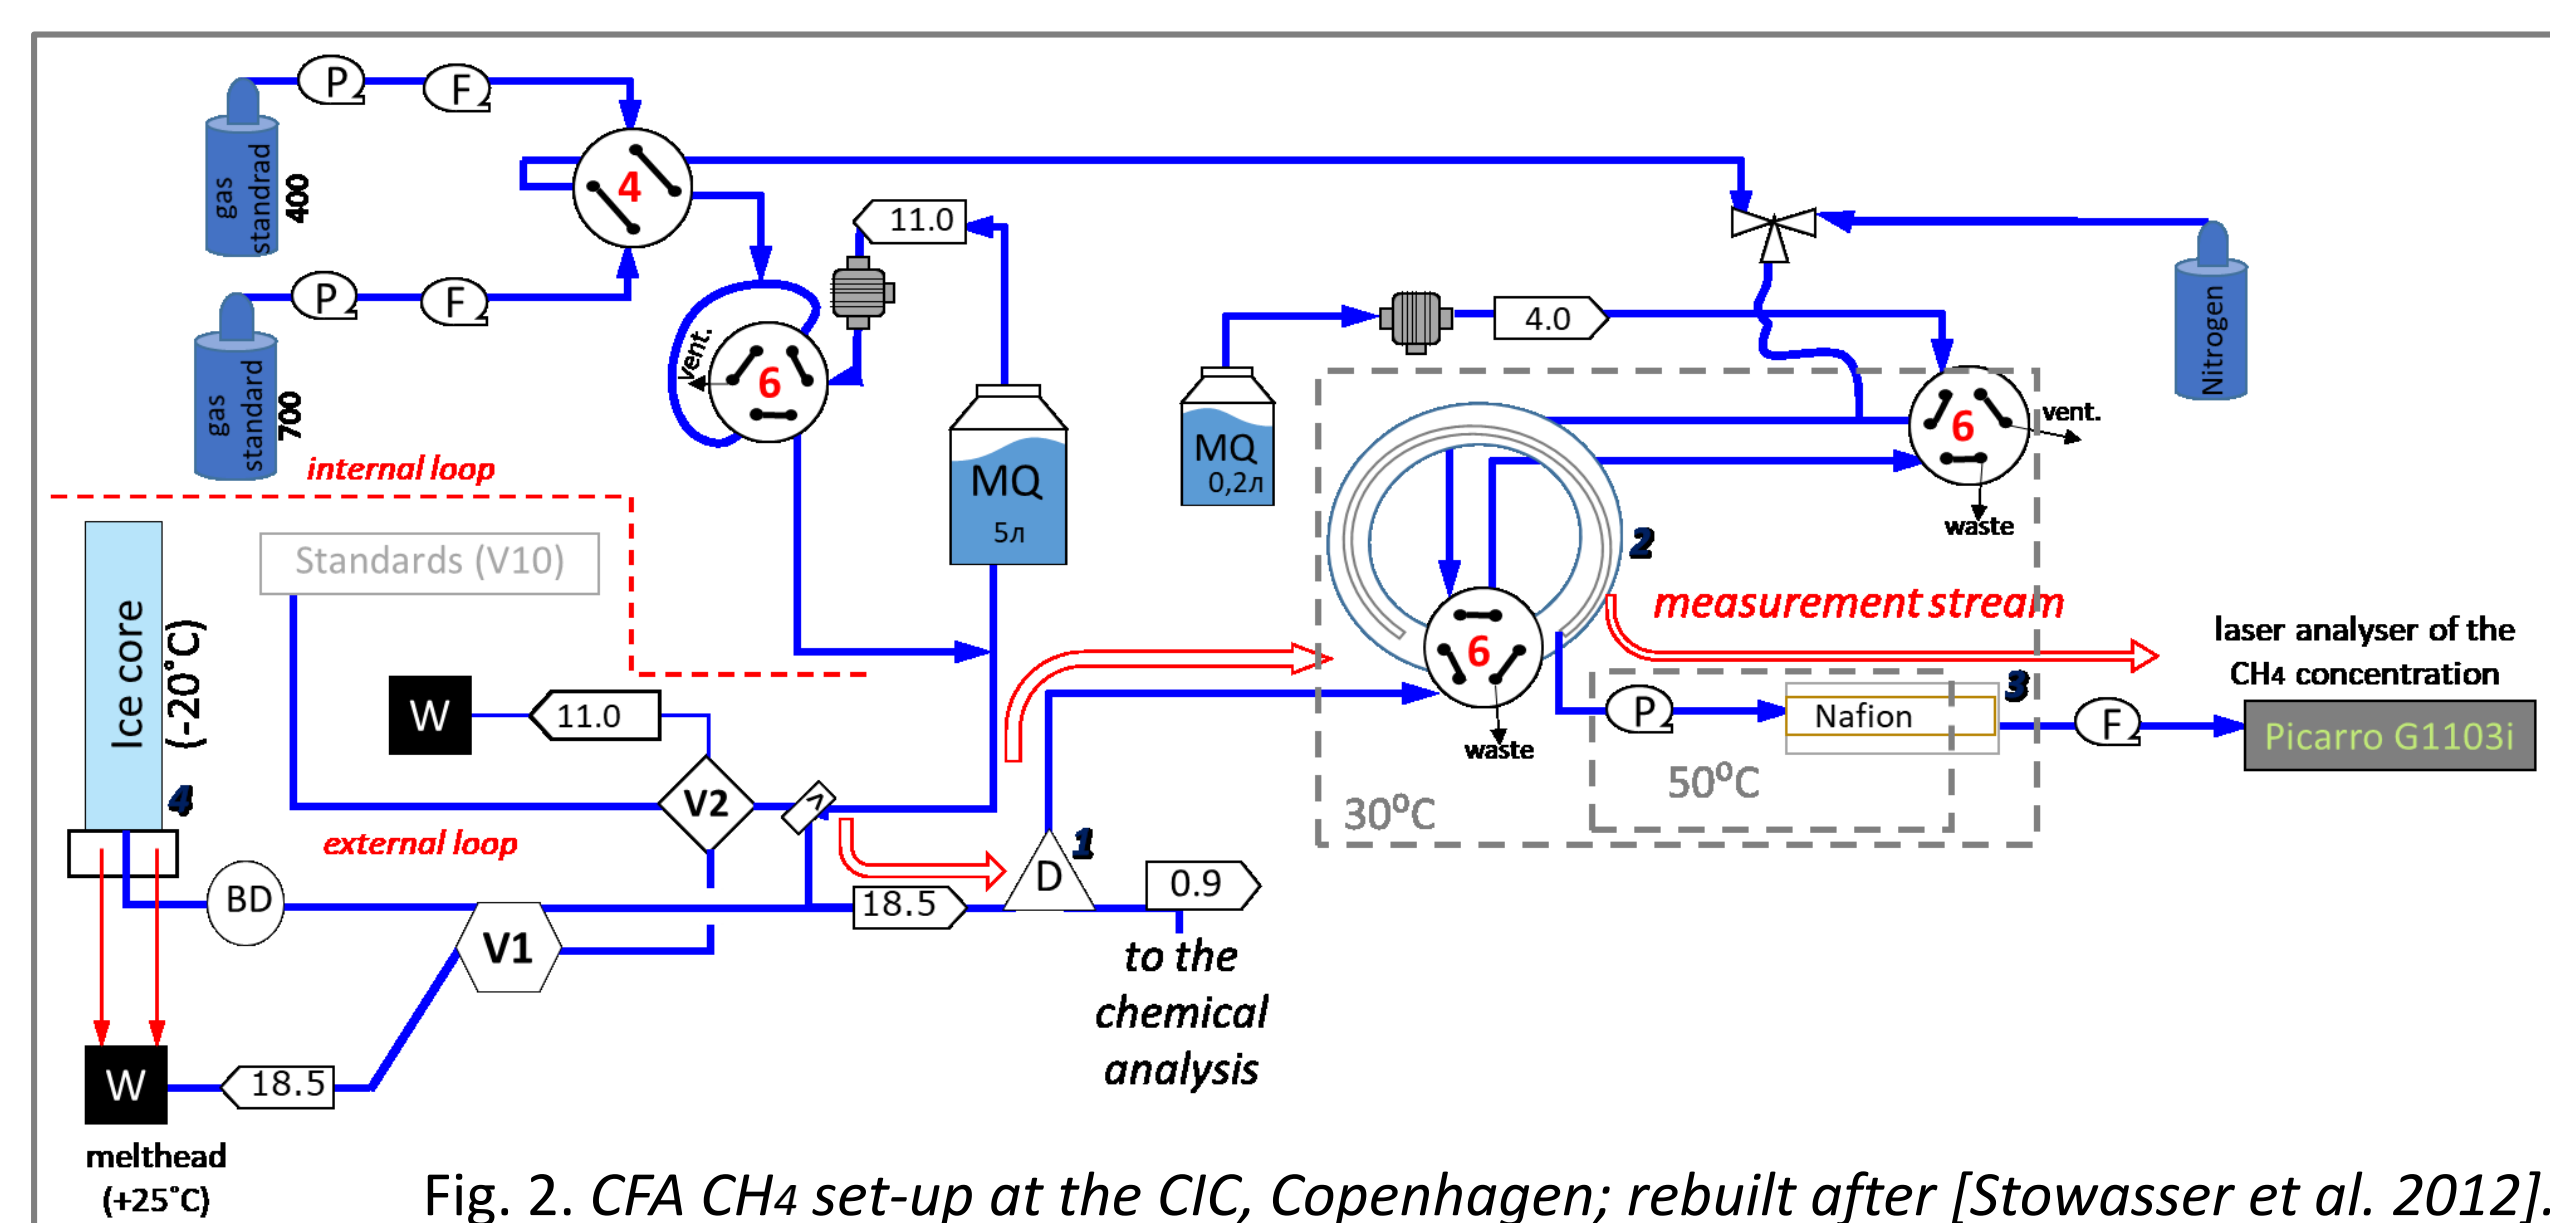 P
F
gas
standrad
400
4
11.0
P
F
gas
standard
700
vent.
6
MQ
5л
4.0
MQ
0,2л
Nitrogen
6
vent.
waste
internal loop
Standards (V10)
Ice core
(-20˚C)
4
W
11.0
V2
>
external loop
BD
V1
18.5
D
1
0.9
to the
chemical
analysis
2
6
waste
measurement stream
P
Nafion
3
F
50⁰C
30⁰C
laser analyser of the
CH4 concentration
Picarro G1103i
W
18.5
melthead
(+25˚C)
Fig. 2. CFA CH4 set-up at the CIC, Copenhagen; rebuilt after [Stowasser et al. 2012].